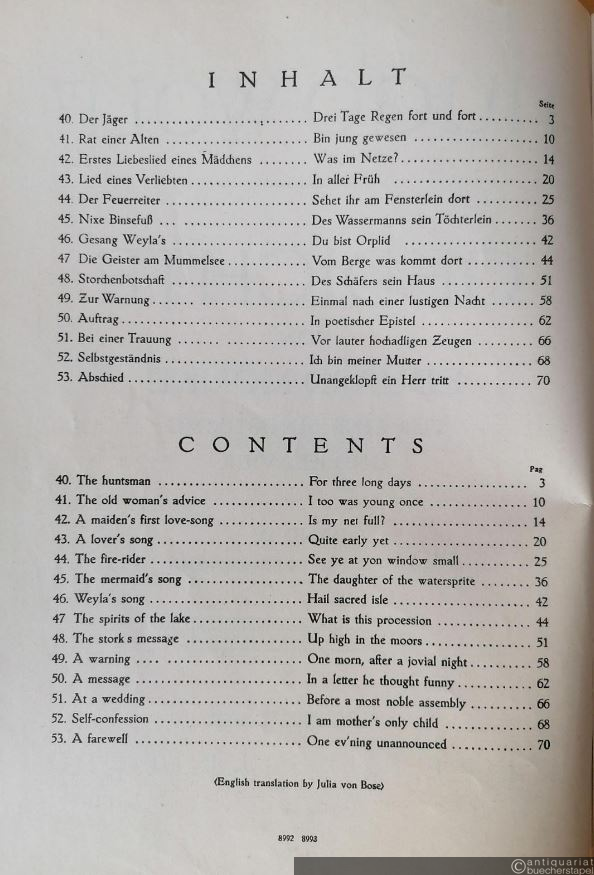 INHALT
Seite
40. Der Jäger .......................... Drei Tage Regen fort und fort ......... 3
41. Rat einer Alten .................... Bin jung gewesen .................. 10
42. Erstes Liebeslied eines Mädchens ........ Was im Netze? ..................... 14
43. Lied eines Verliebten ................. In aller Früh .................... 20
44. Der Feuerreiter ..................... Sehet ihr am Fensterlein dort .......... 25
45. Nixe Binsefuß ... .................. Des Wassermanns sein Töchterlein ....... 36
46. Gesang Weyla's .................... Du bist Orplid ................... 42
47 Die Geister am Mummelsee ............ Vom Berge was kommt dort ........... 44
48. Storchenbotschaft ................... Des Schäfers sein Haus .............. 51
49. Zur Warnung ....... ............... Einmal nach einer lustigen Nacht ....... 58
50. Auftrag ........................... In poetischer Epistel ................. 62
51. Bei einer Trauung ....... ............ Vor lauter hochadligen Zeugen ......... 66
52. Selbstgeständnis ..................... Ich bin meiner Mutter ................ 68
53. Abschied .......................... Unangeklopft ein Herr tritt ............ 70
CONTENTS
Pag
40. The huntsman ...................... For three long days ................. 3
41. The old woman's advice .............. I too was young once ................ 10
42. A maiden's first love-song ............. Is my net full? ..................... 14
43. A lover's song ...................... Quite early yet ..................... 20
44. The fire-rider ....................... See ye at yon window small ........... 25
45. The mermaid's song .................. The daughter of the watersprite ........ 36
46. Weyla's song ....................... Hail sacred isle ..................... 42
47 The spirits of the lake ................. What is this procession ............... 44
48. The stork s message .................. Up high in the moors ................ 51
49. A warning .... .................... One morn, after a jovial night .......... 58
50. A message ......................... In a letter he thought funny ............ 62
51. At a wedding ....................... Before a most noble assembly .......... 66
52. Self-confession ...................... I am mother's only child .............. 68
53. A farewell ......................... One ev'ning unannounced ............ 70
(English translation by Julia von Bose)
8992 8993
©antiquariat
buecherstapel